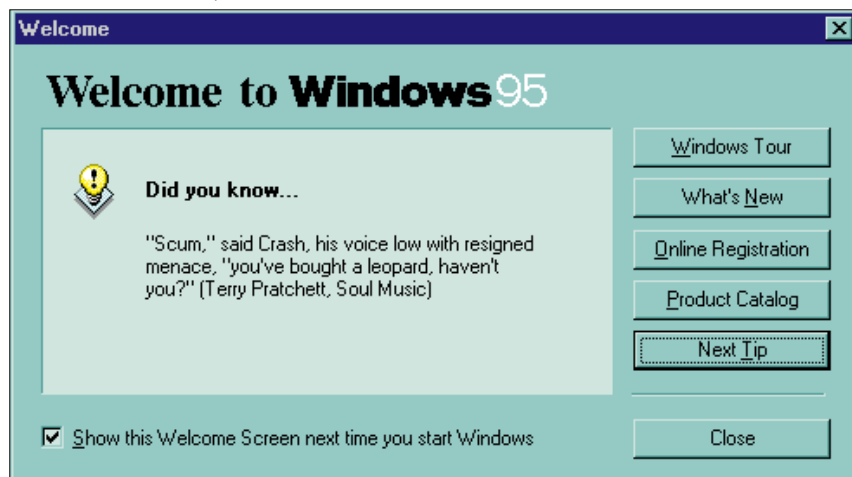 Welcome
Welcome to Windows95
Did you know...
"Scum," said Crash, his voice low with resigned
menace, "you've bought a leopard, haven't
you?" (Terry Pratchett, Soul Music)
Windows Tour
What's New
Online Registration
Product Catalog
Next Tip
Show this Welcome Screen next time you start Windows
Close